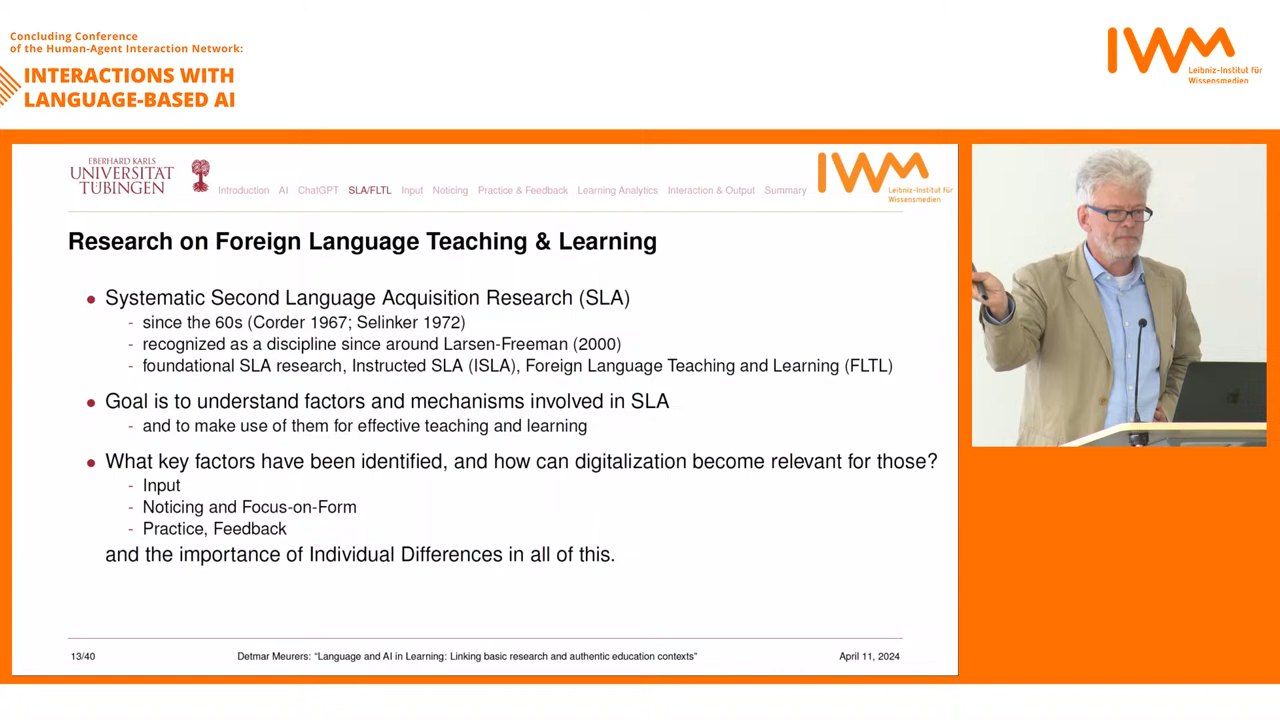 Concluding Conference
of the Human-Agent Interaction Network:
INTERACTIONS WITH
LANGUAGE-BASED AI
IWM
Leibniz-Institut für
Wissensmedien
EBERHARD KARLS
UNIVERSITÄT
TÜBINGEN
Introduction AI ChatGPT SLA/FLTL Input Noticing Practice & Feedback Learning Analytics Interaction & Output Summary
IWM
Leibniz-Institut für
Wissensmedien
Research on Foreign Language Teaching & Learning
• Systematic Second Language Acquisition Research (SLA)
- since the 60s (Corder 1967; Selinker 1972)
- recognized as a discipline since around Larsen-Freeman (2000)
- foundational SLA research, Instructed SLA (ISLA), Foreign Language Teaching and Learning (FLTL)
• Goal is to understand factors and mechanisms involved in SLA
- and to make use of them for effective teaching and learning
• What key factors have been identified, and how can digitalization become relevant for those?
- Input
- Noticing and Focus-on-Form
- Practice, Feedback
and the importance of Individual Differences in all of this.
13/40
Detmar Meurers: “Language and AI in Learning: Linking basic research and authentic education contexts”
April 11, 2024